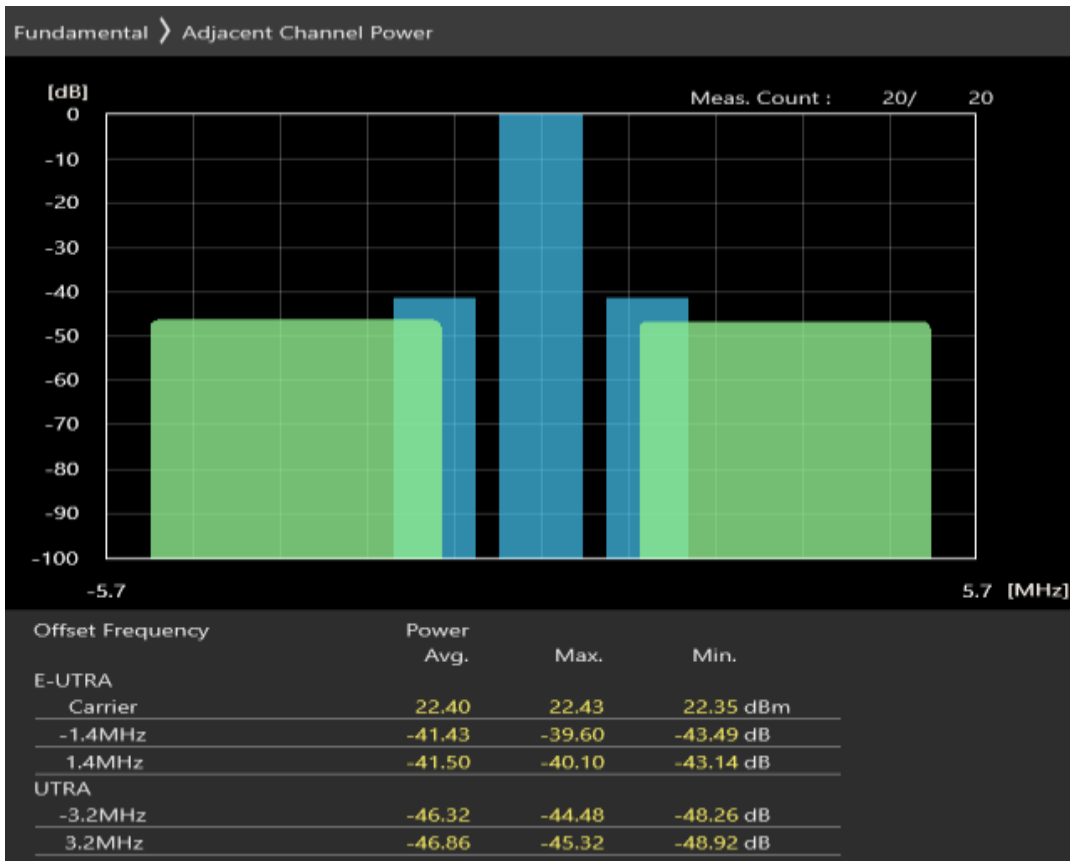 Fundamental 〉 Adjacent Channel Power
[dB]
Meas. Count : 20/ 20
0
-10
-20
-30
-40
-50
-60
-70
-80
-90
-100
-5.7 5.7 [MHz]
Offset Frequency Power
Avg. Max. Min.
E-UTRA
Carrier 22.40 22.43 22.35 dBm
-1.4MHz -41.43 -39.60 -43.49 dB
1.4MHz -41.50 -40.10 -43.14 dB
UTRA
-3.2MHz -46.32 -44.48 -48.26 dB
3.2MHz -46.86 -45.32 -48.92 dB